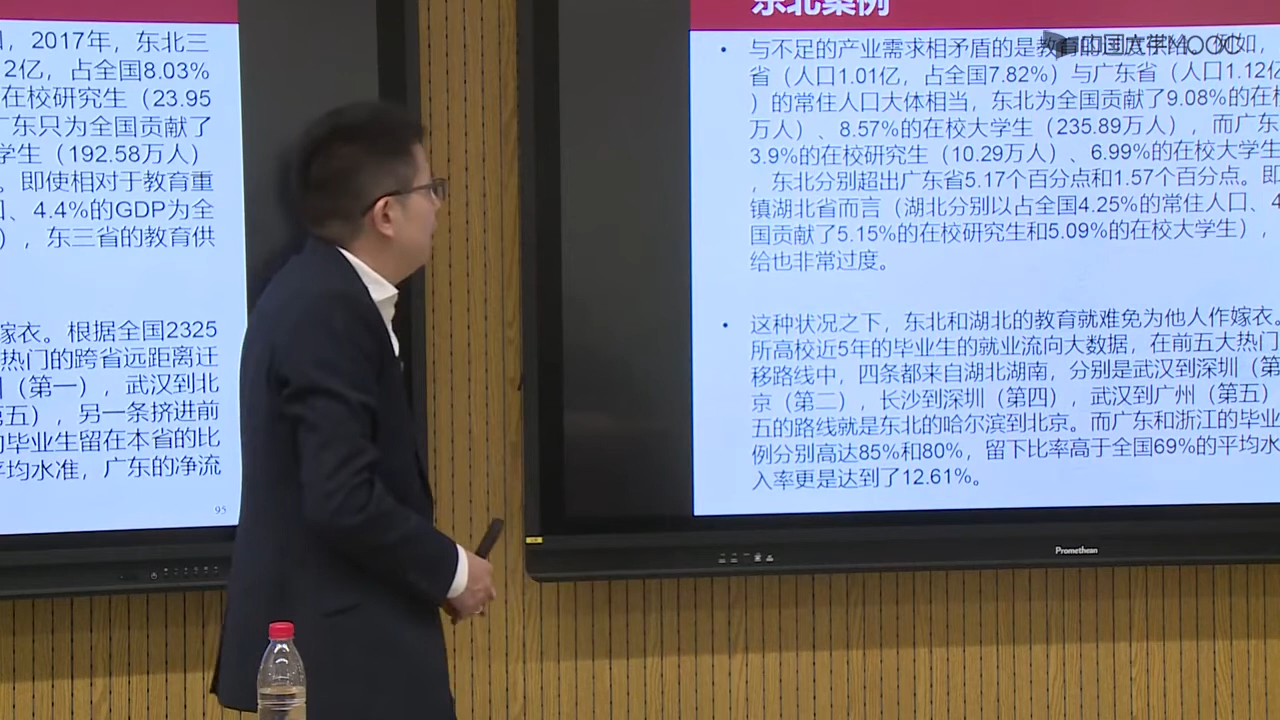 , 2017年, 东北三
2亿, 占全国8.03%
在校研究生 (23.95
东只为全国贡献了
学生 (192.58万人)
。即使相对于教育重
、4.4%的GDP为全
), 东三省的教育供
嫁衣。根据全国2325
热门的跨省远距离迁
(第一), 武汉到北
第五), 另一条挤进前
毕业生留在本省的比
平均水准, 广东的净流
95
东北案例
中国大学MOOC
• 与不足的产业需求相矛盾的是教育的过度供给。例如,
省 (人口1.01亿, 占全国7.82%) 与广东省 (人口1.12亿
) 的常住人口大体相当, 东北为全国贡献了9.08%的在校
万人)、8.57%的在校大学生 (235.89万人), 而广东
3.9%的在校研究生 (10.29万人)、6.99%的在校大学生
, 东北分别超出广东省5.17个百分点和1.57个百分点。即
镇湖北省而言 (湖北分别以占全国4.25%的常住人口、4
国贡献了5.15%的在校研究生和5.09%的在校大学生),
给也非常过度。
• 这种状况之下, 东北和湖北的教育就难免为他人作嫁衣。
所高校近5年的毕业生的就业流向大数据, 在前五大热门
移路线中, 四条都来自湖北湖南, 分别是武汉到深圳 (第
京 (第二), 长沙到深圳 (第四), 武汉到广州 (第五)
五的路线就是东北的哈尔滨到北京。而广东和浙江的毕业
例分别高达85%和80%, 留下比率高于全国69%的平均水
入率更是达到了12.61%。
Promethean